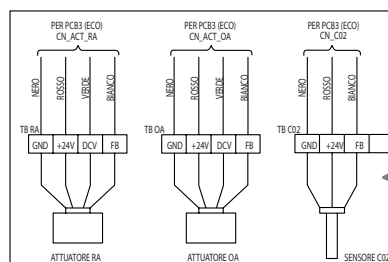 PER PCB3 (ECO) PER PCB3 (ECO) PER PCB3 (ECO)
CN_ACT_RA CN_ACT_OA CN_C02
NERO ROSSO VERDE BIANCO NERO ROSSO VERDE BIANCO NERO ROSSO BIANCO
TB RA TB OA TB C02
GND +24V DCV FB GND +24V DCV FB GND +24V FB
ATTUATORE RA ATTUATORE OA SENSORE C02